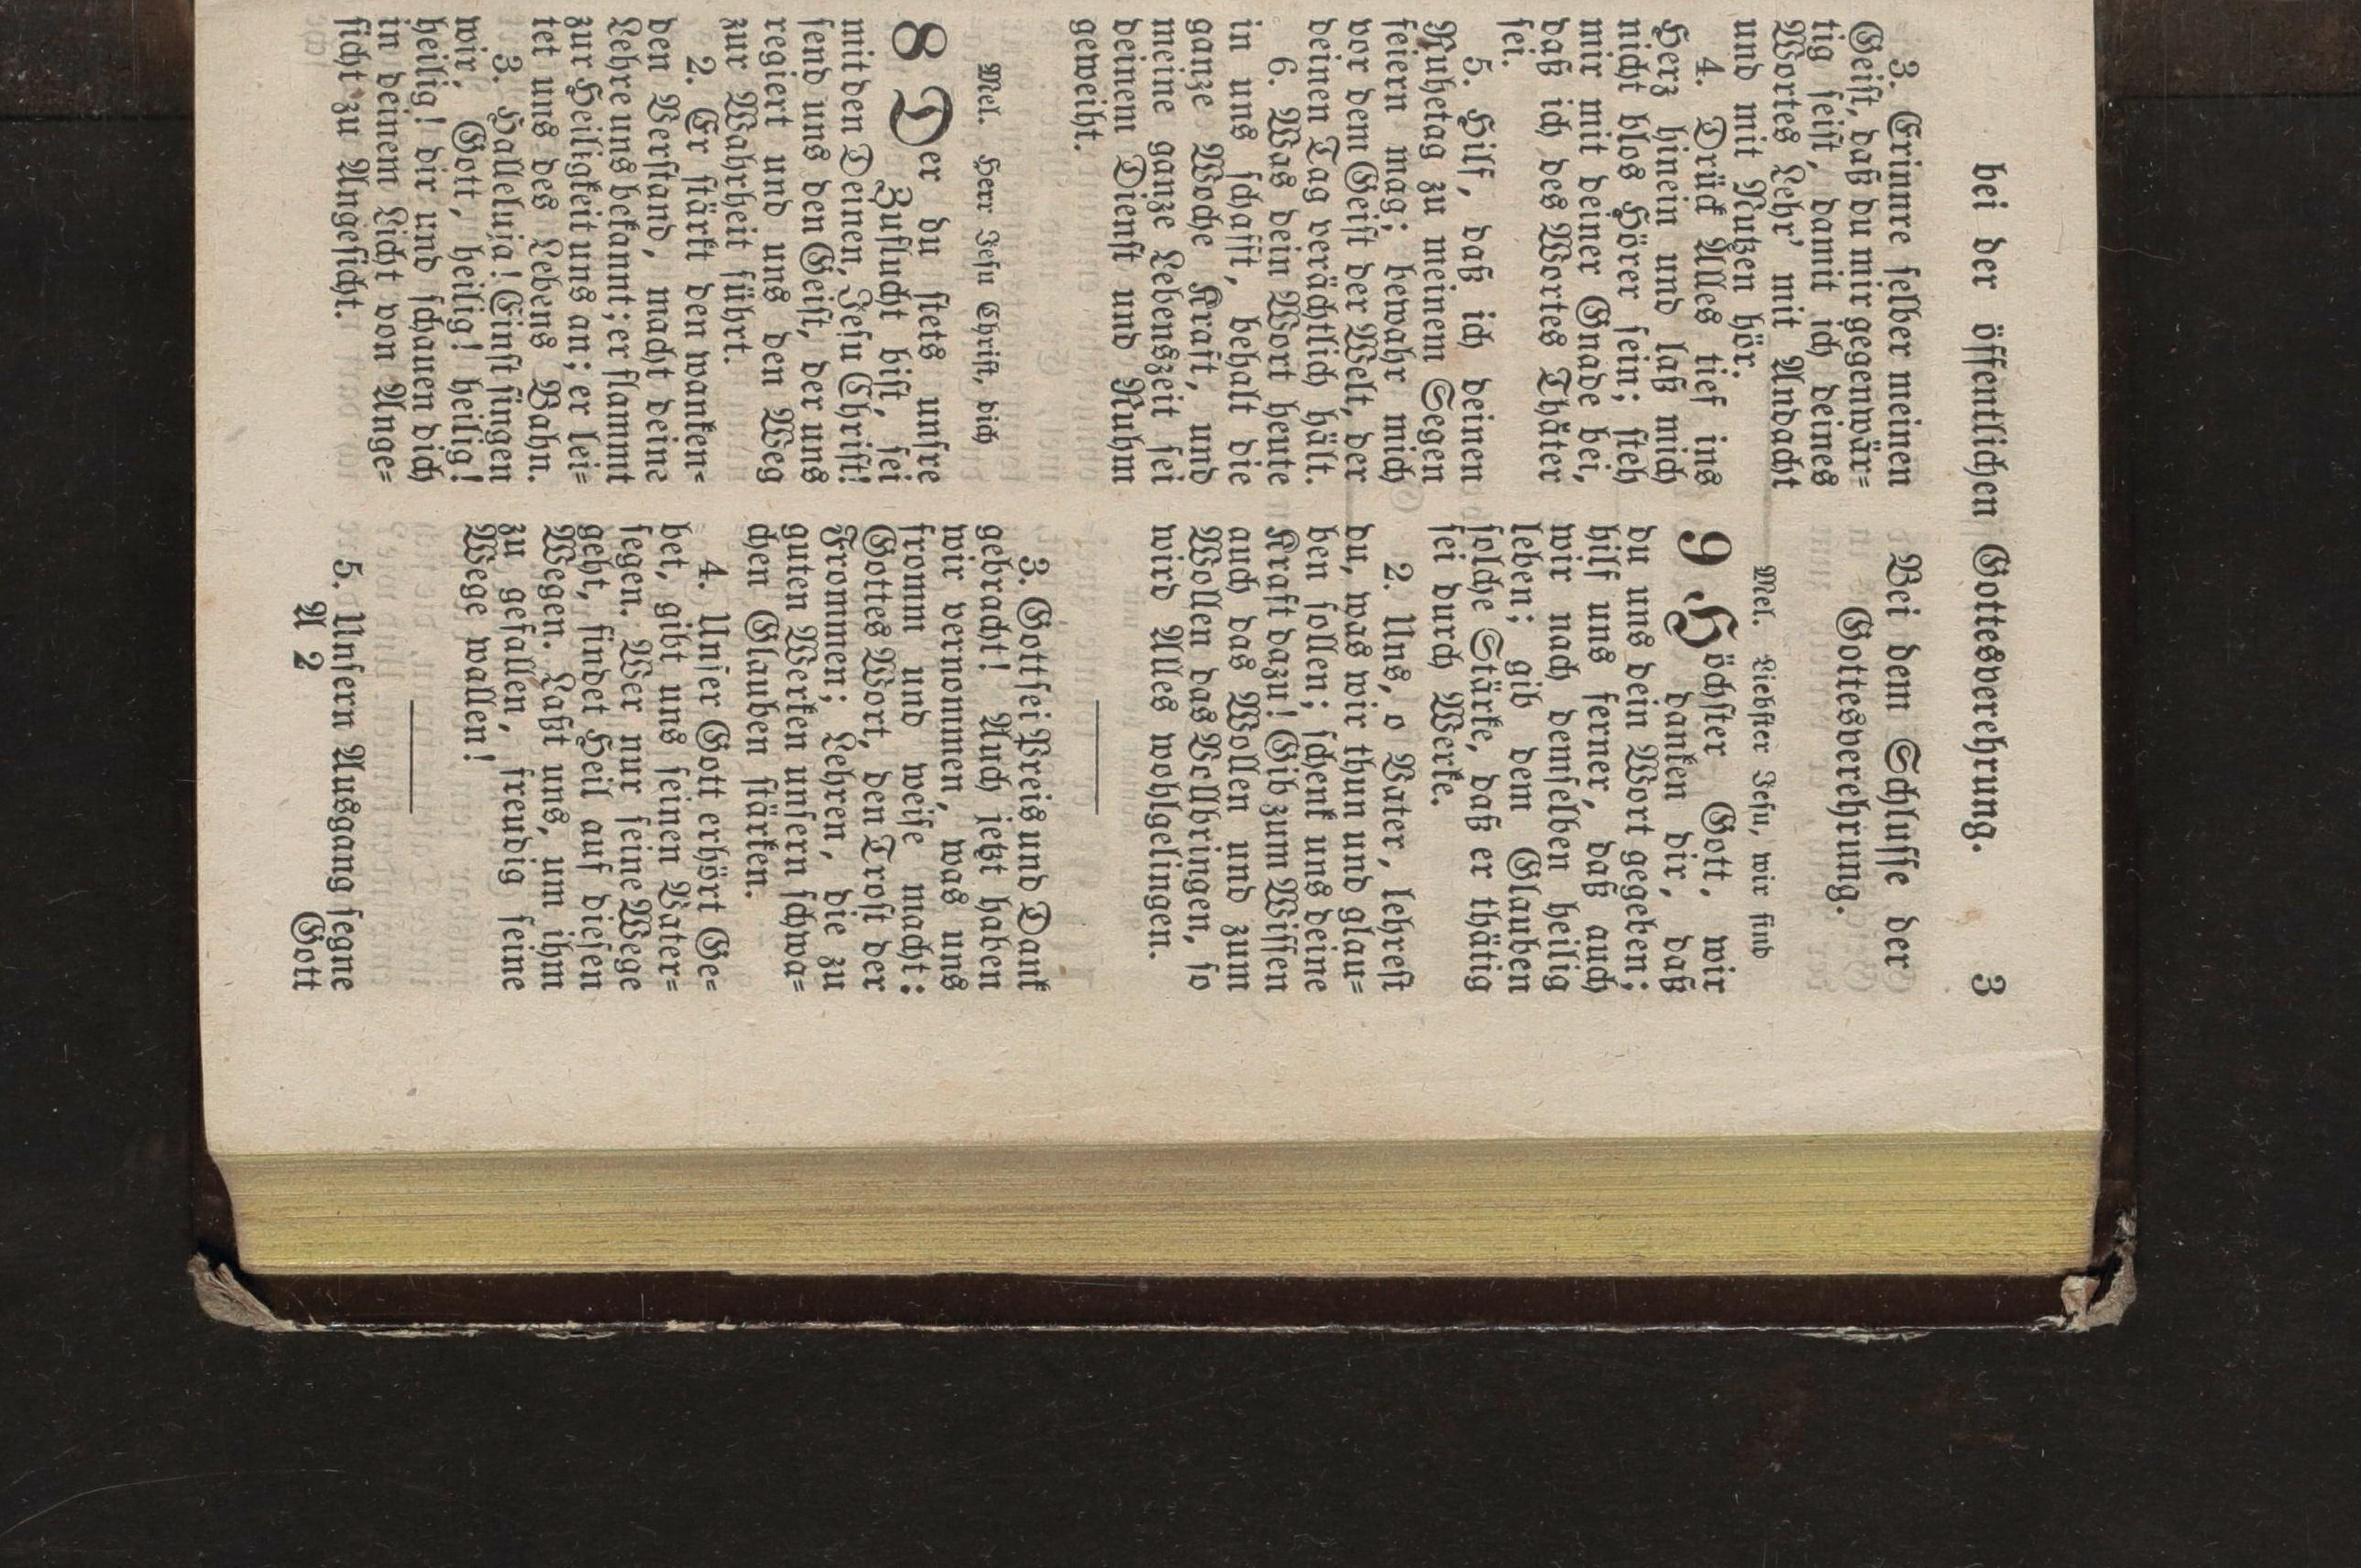 bei der öffentlichen Gottesverehrung. 3
3. Erinnre selber meinen
Geist, daß du mir gegenwär=
tig seist, damit ich deines
Wortes Lehr' mit Andacht
und mit Nutzen hör.
4. Drück Alles tief ins
Herz hinein und laß mich
nicht blos Hörer sein; steh
mir mit deiner Gnade bei,
daß ich des Wortes Thäter
sei.
5. Hilf, daß ich deinen
Ruhetag zu meinem Segen
feiern mag; bewahr mich
vor dem Geist der Welt, der
deinen Tag verächtlich hält.
6. Was dein Wort heute
in uns schafft, behalt die
ganze Woche Kraft, und
meine ganze Lebenszeit sei
deinem Dienst und Ruhm
geweiht.
Mel. Herr Jesu Christ, dich
8 Der du stets unsre
Zuflucht bist, sei
mit den Deinen, Jesu Christ!
send uns den Geist, der uns
regiert und uns den Weg
zur Wahrheit führt.
2. Er stärkt den wanken-
den Verstand, macht deine
Lehre uns bekannt; er flammt
zur Heiligkeit uns an; er lei=
tet uns des Lebens Bahn.
3. Halleluja! Einst singen
wir: Gott, heilig! heilig!
heilig! dir und schauen dich
in deinem Licht von Ange=
sicht zu Angesicht.
Bei dem Schlusse der
Gottesverehrung.
Mel. Liebster Jesu, wir sind
9 Höchster Gott, wir
danken dir, daß
du uns dein Wort gegeben;
hilf uns ferner, daß auch
wir nach demselben heilig
leben; gib dem Glauben
solche Stärke, daß er thätig
sei durch Werke.
2. Uns, o Vater, lehrest
du, was wir thun und glau=
ben sollen; schenk uns deine
Kraft dazu! Gib zum Wissen
auch das Wollen und zum
Wollen das Vollbringen, so
wird Alles wohlgelingen.
3. Gott sei Preis und Dank
gebracht! Auch jetzt haben
wir vernommen, was uns
fromm und weise macht:
Gottes Wort, den Trost der
Frommen; Lehren, die zu
guten Werken unsern schwa=
chen Glauben stärken.
4. Unser Gott erhört Ge=
bet, gibt uns seinen Vater=
segen. Wer nur seine Wege
geht, findet Heil auf diesen
Wegen. Laßt uns, um ihm
zu gefallen, freudig seine
Wege wallen!
5. Unsern Ausgang segne
A 2 Gott